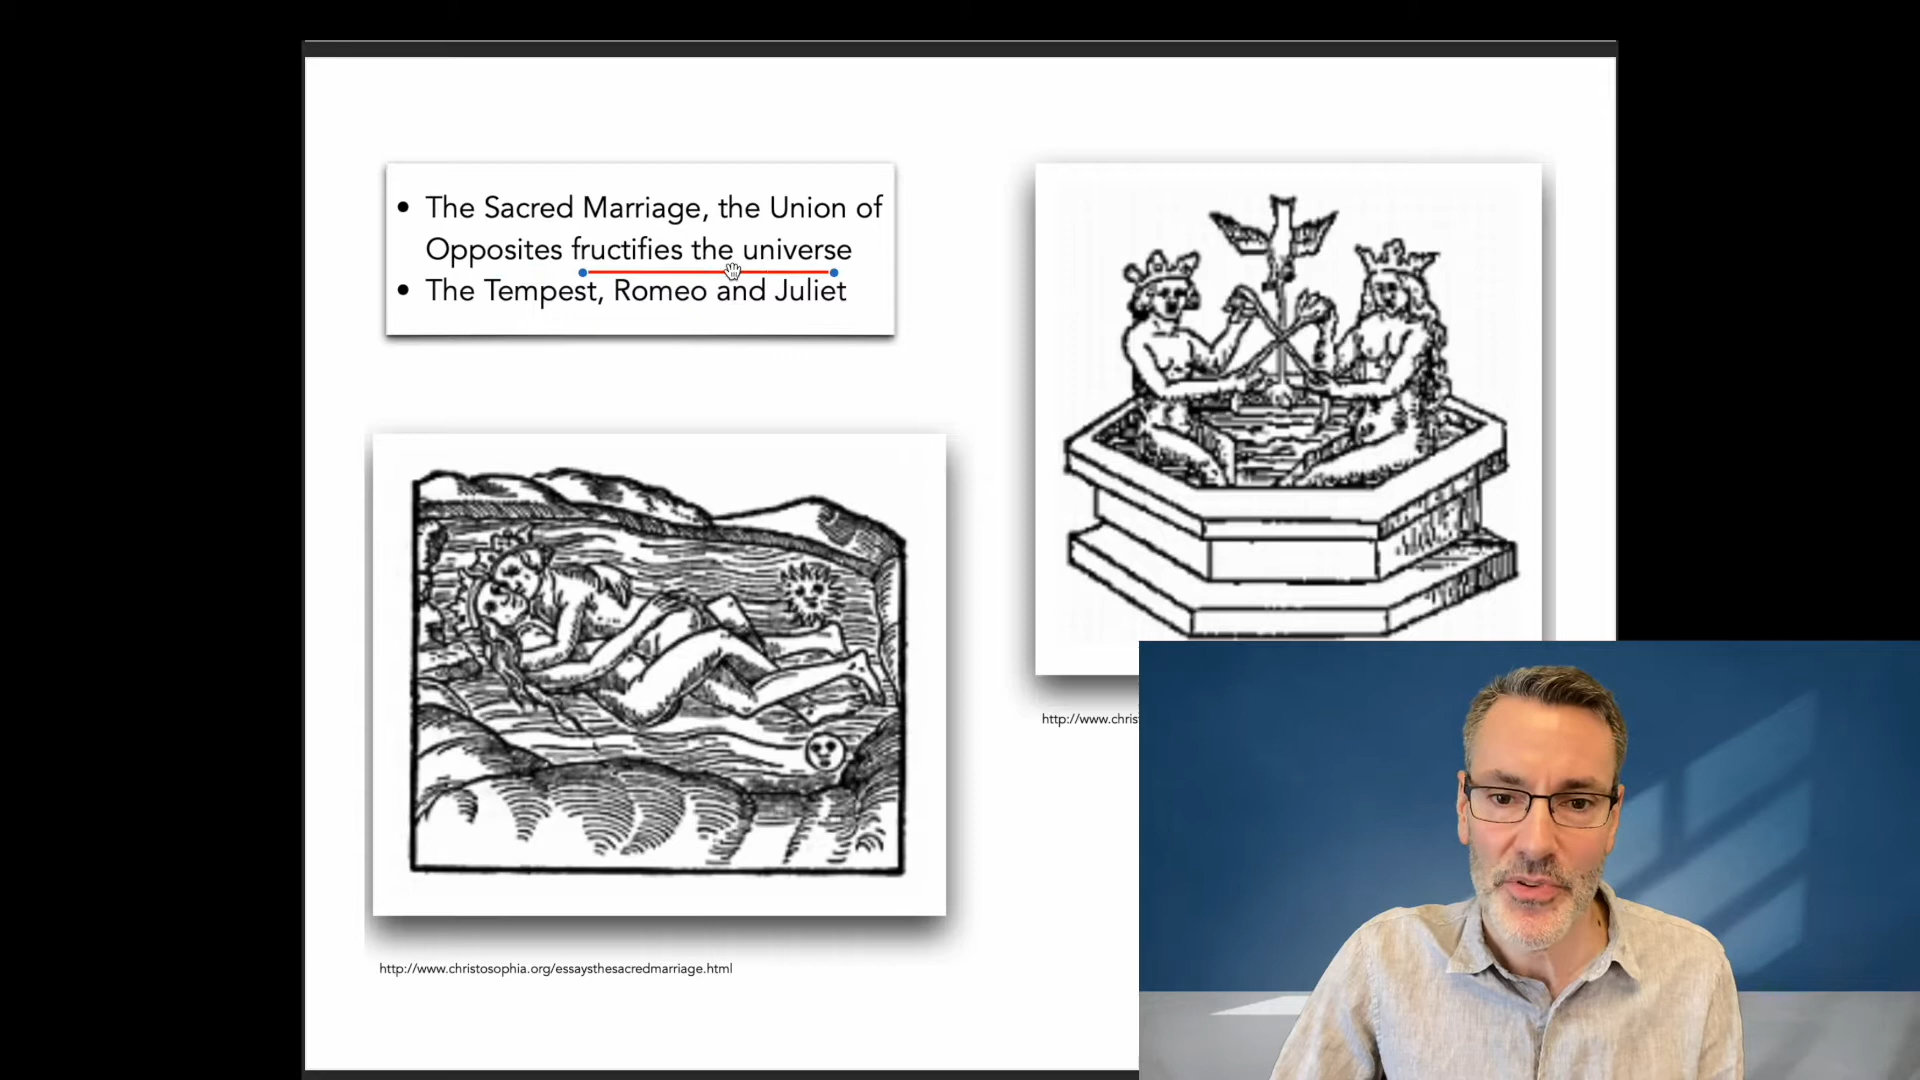 • The Sacred Marriage, the Union of
Opposites fructifies the universe
• The Tempest, Romeo and Juliet
http://www.chris
http://www.christosophia.org/essaysthesacredmarriage.html